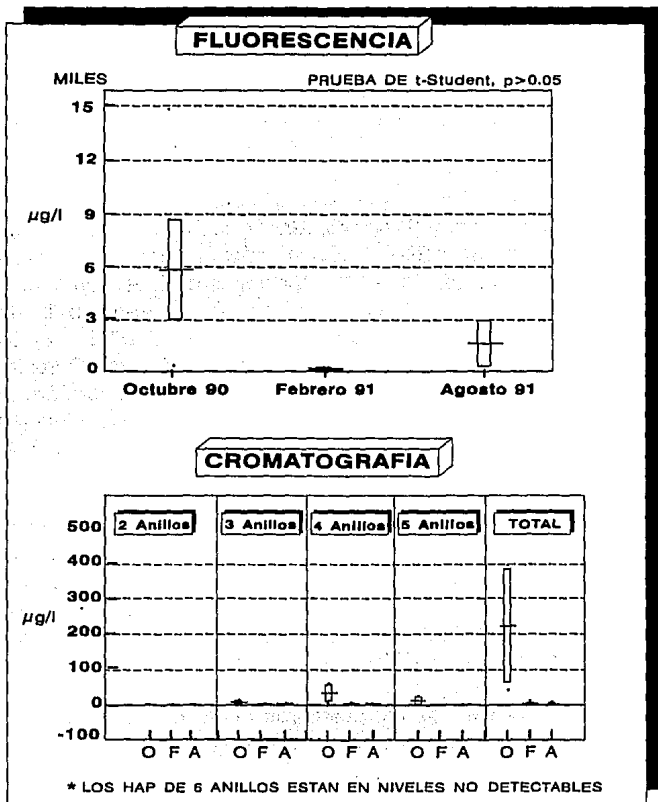 FLUORESCENCIA
MILES PRUEBA DE t-Student, p>0.05
15
12
µg/l 9
6
3
0
Octubre 90 Febrero 91 Agosto 91
CROMATOGRAFIA
2 Anillos 3 Anillos 4 Anillos 5 Anillos TOTAL
500
400
300
µg/l
200
100
0
-100
O F A O F A O F A O F A O F A
* LOS HAP DE 6 ANILLOS ESTAN EN NIVELES NO DETECTABLES